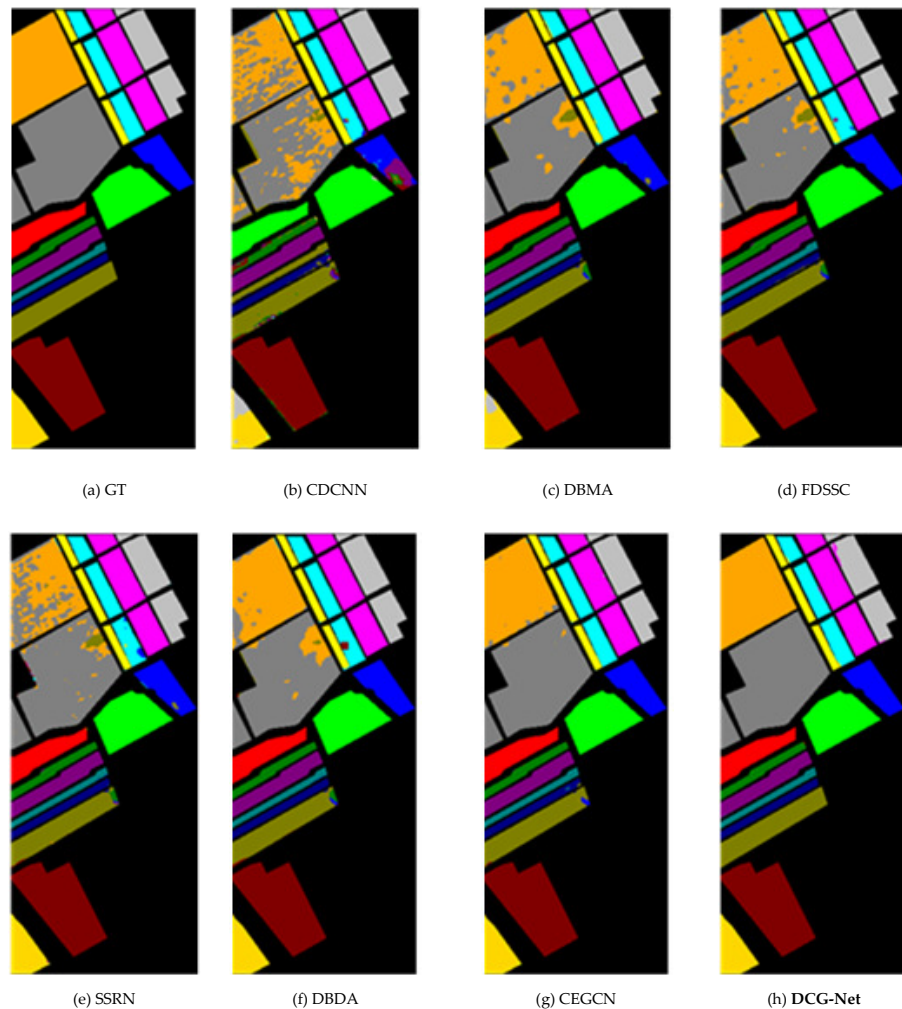 (a) GT
(b) CDCNN
(c) DBMA
(d) FDSSC
(e) SSRN
(f) DBDA
(g) CEGCN
(h) DCG-Net